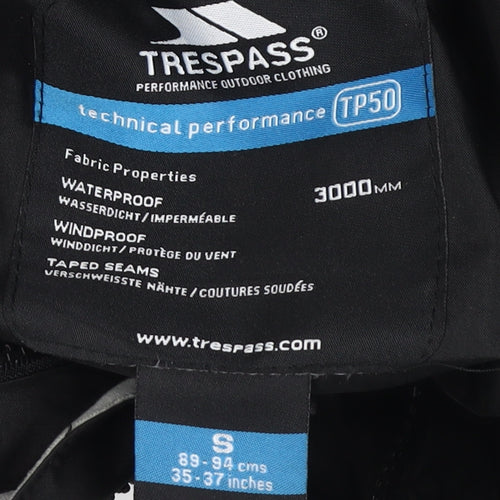 TRESPASS®
PERFORMANCE OUTDOOR CLOTHING
technical performance TP50
Fabric Properties
WATERPROOF 3000MM
WASSERDICHT/IMPERMÉABLE
WINDPROOF
WINDDICHT/PROTÈGE DU VENT
TAPED SEAMS
VERSCHWEISSTE NÄHTE/COUTURES SOUDÉES
www.trespass.com
S
89-94 cms
35-37 inches